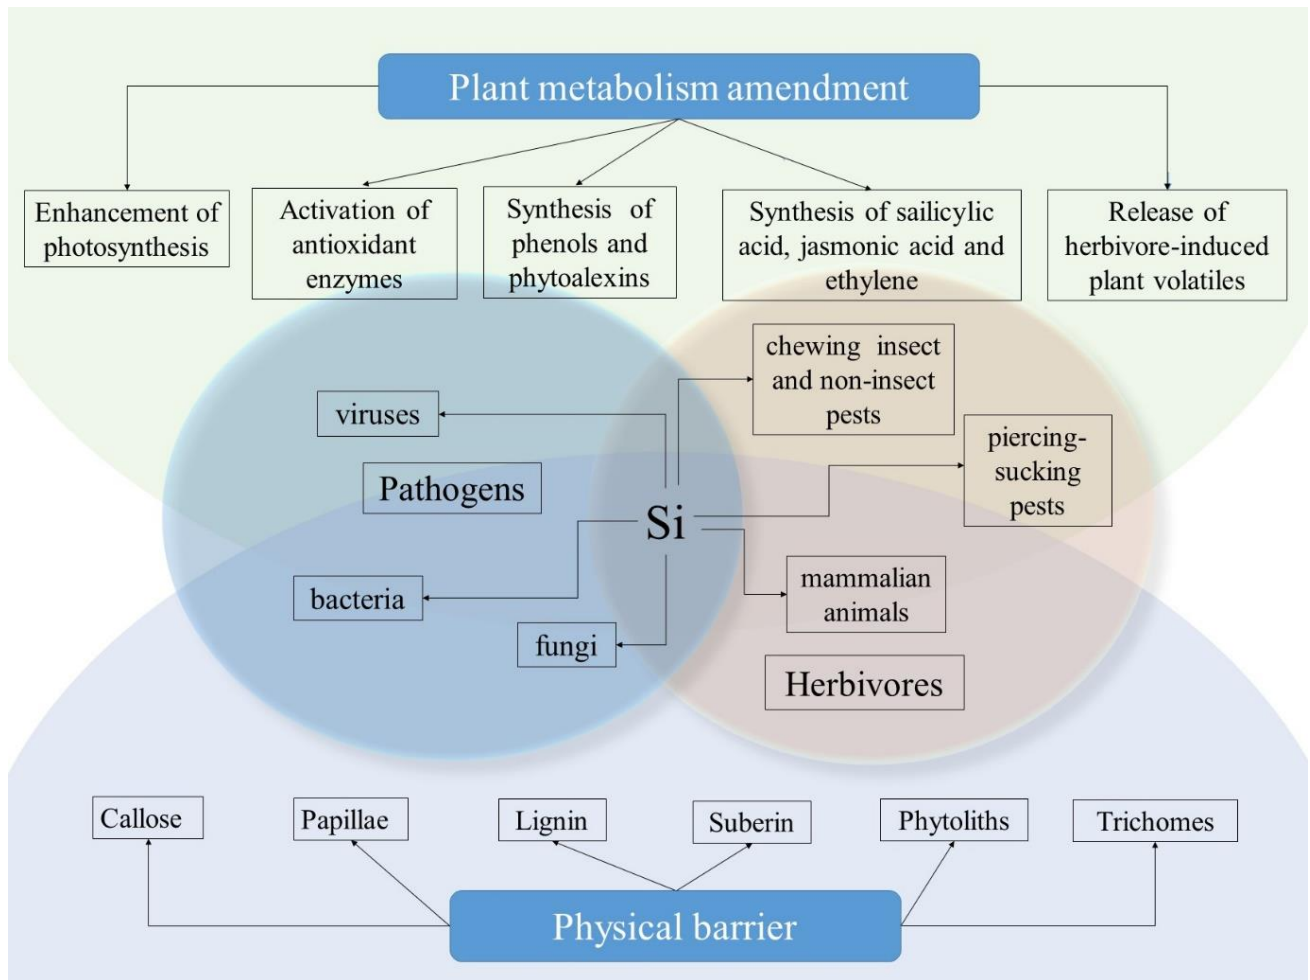 Plant metabolism amendment
Enhancement of
photosynthesis
Activation of
antioxidant
enzymes
Synthesis of
phenols and
phytoalexins
Synthesis of sailicylic
acid, jasmonic acid and
ethylene
Release of
herbivore-induced
plant volatiles
chewing insect
and non-insect
pests
viruses
piercing-
sucking
pests
Pathogens
Si
mammalian
animals
bacteria
fungi
Herbivores
Callose
Papillae
Lignin
Suberin
Phytoliths
Trichomes
Physical barrier